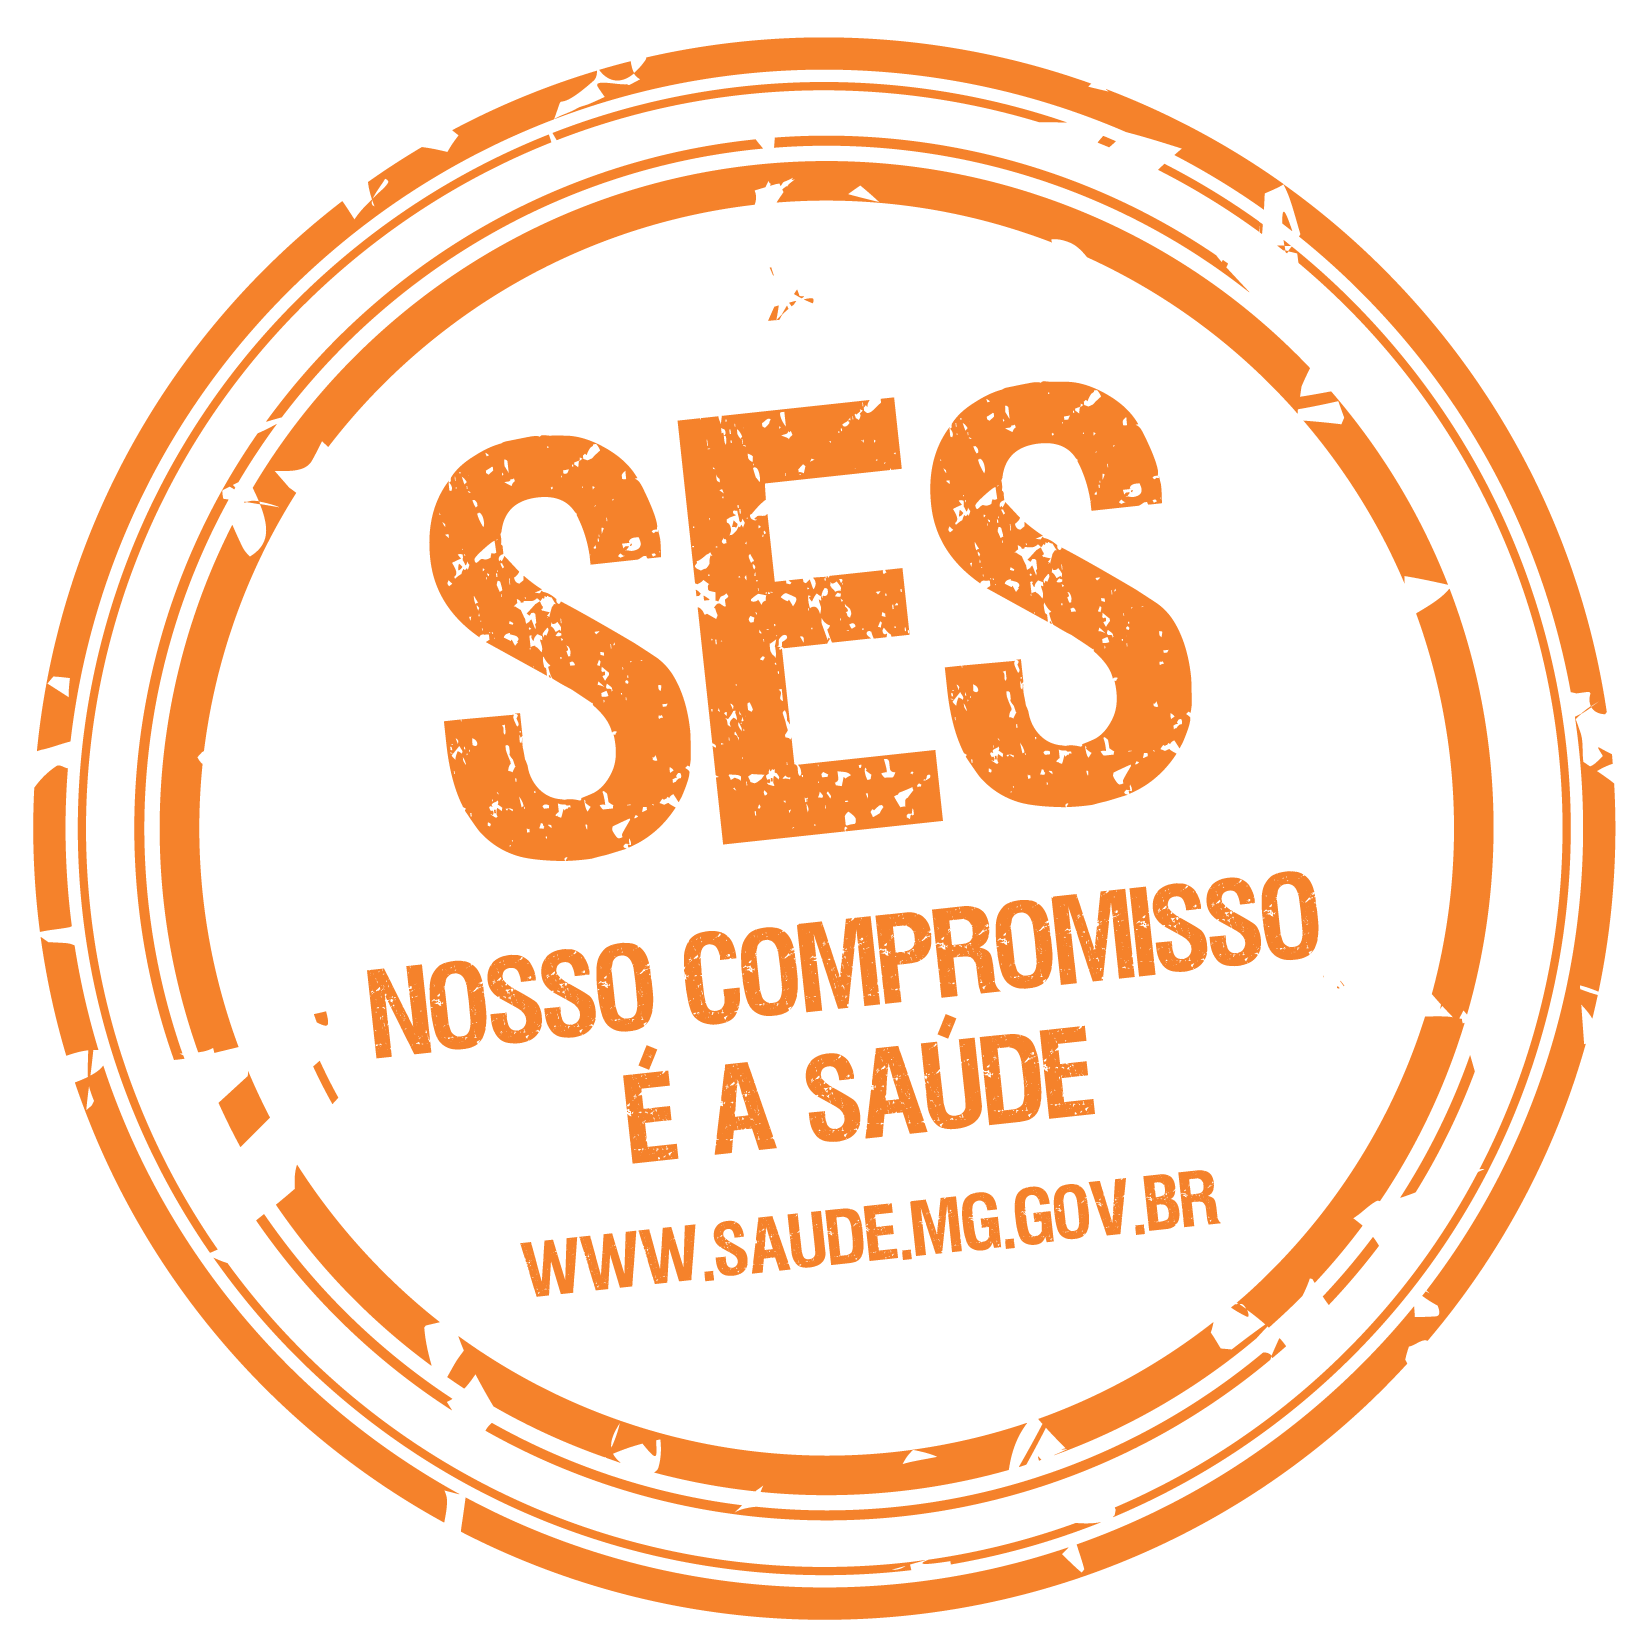 SES
NOSSO COMPROMISSO
É A SAÚDE
WWW.SAUDE.MG.GOV.BR